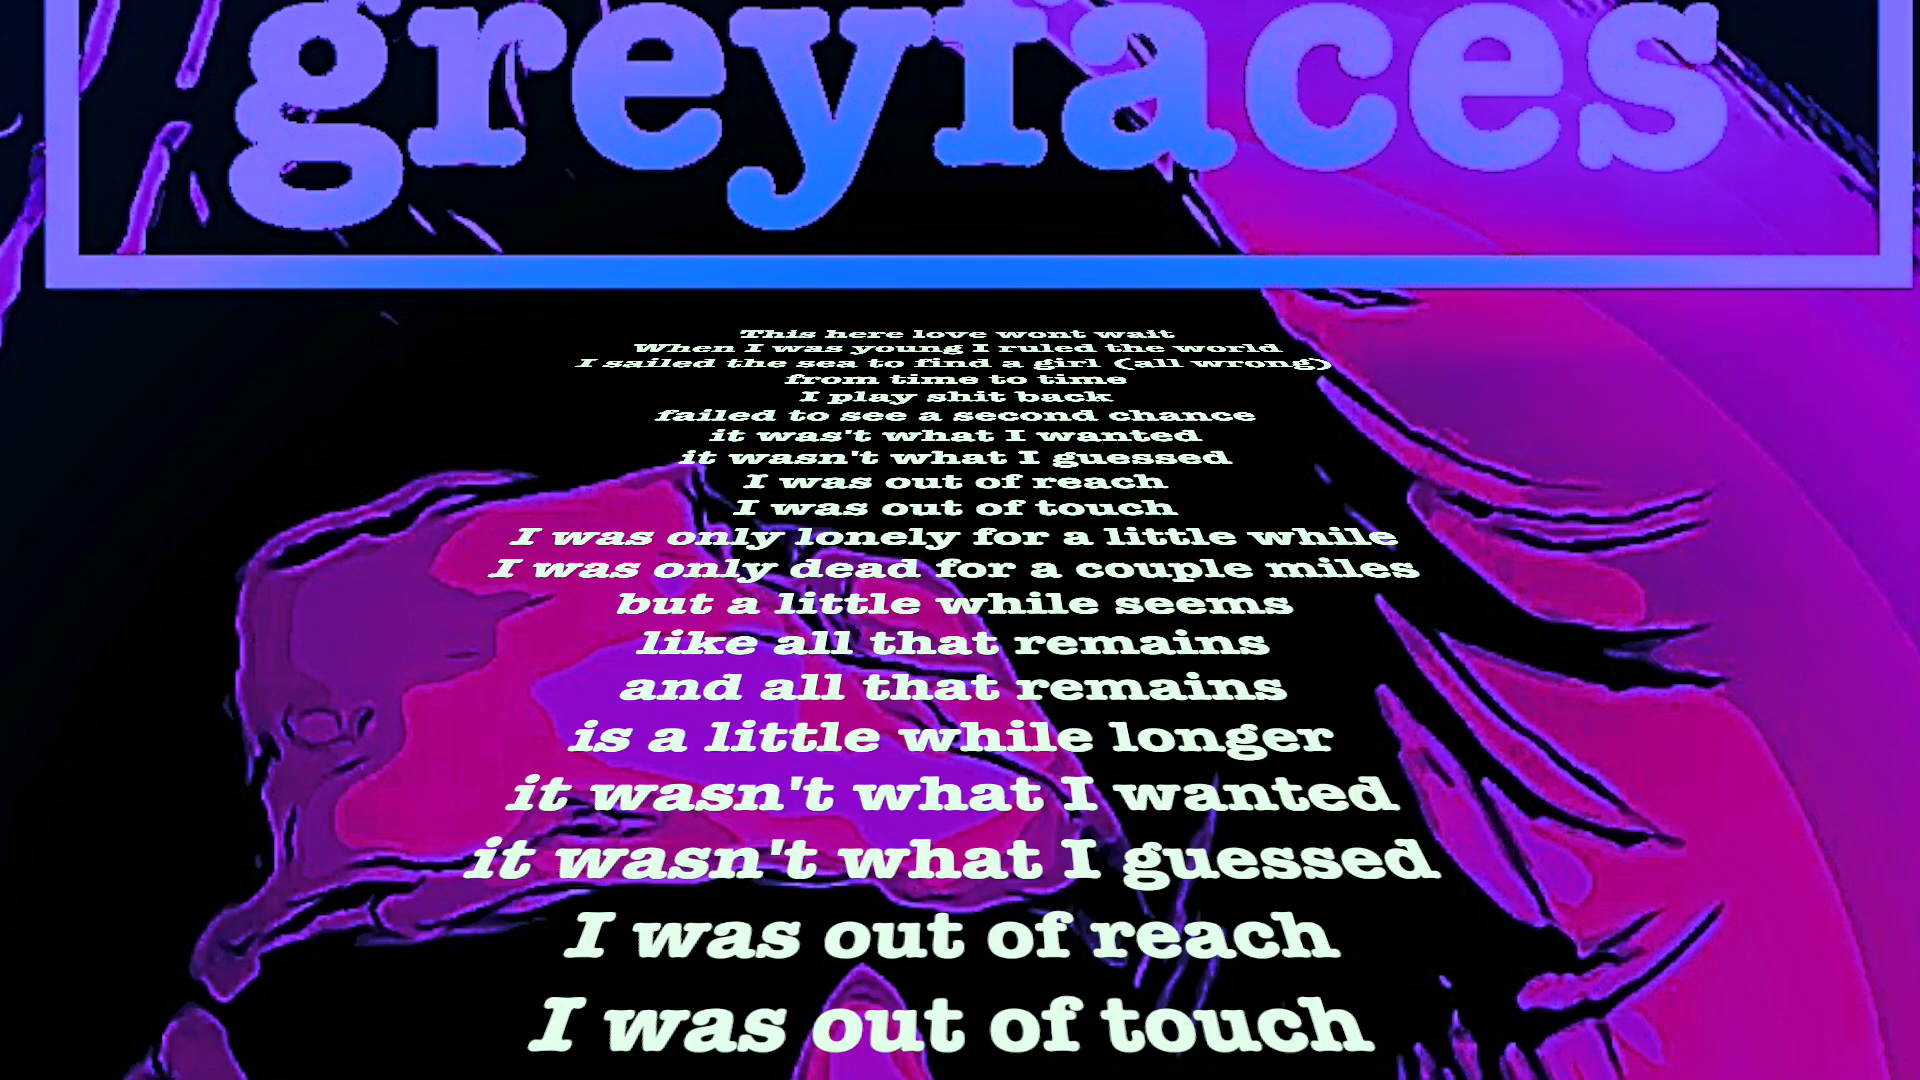 greyfaces
This here love wont wait
When I was young I ruled the world
I sailed the sea to find a girl (all wrong)
from time to time
I play shit back
failed to see a second chance
it was't what I wanted
it wasn't what I guessed
I was out of reach
I was out of touch
I was only lonely for a little while
I was only dead for a couple miles
but a little while seems
like all that remains
and all that remains
is a little while longer
it wasn't what I wanted
it wasn't what I guessed
I was out of reach
I was out of touch